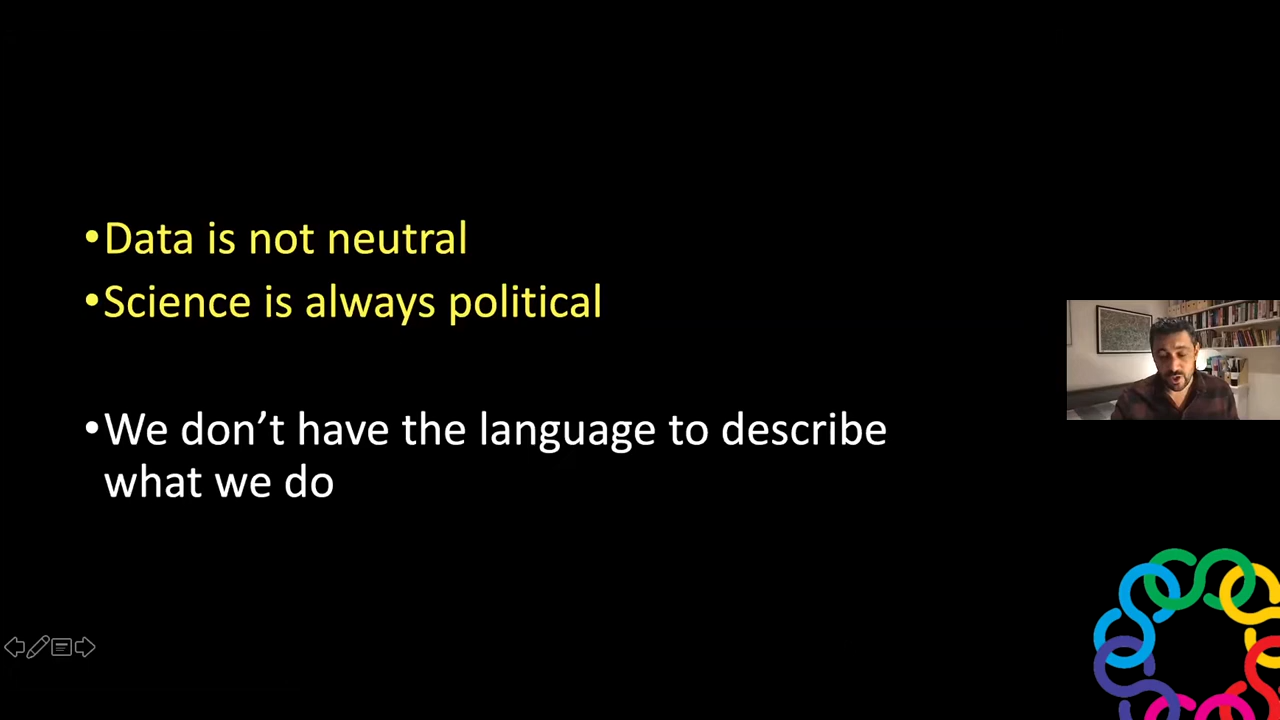 •Data is not neutral
•Science is always political
•We don’t have the language to describe
what we do